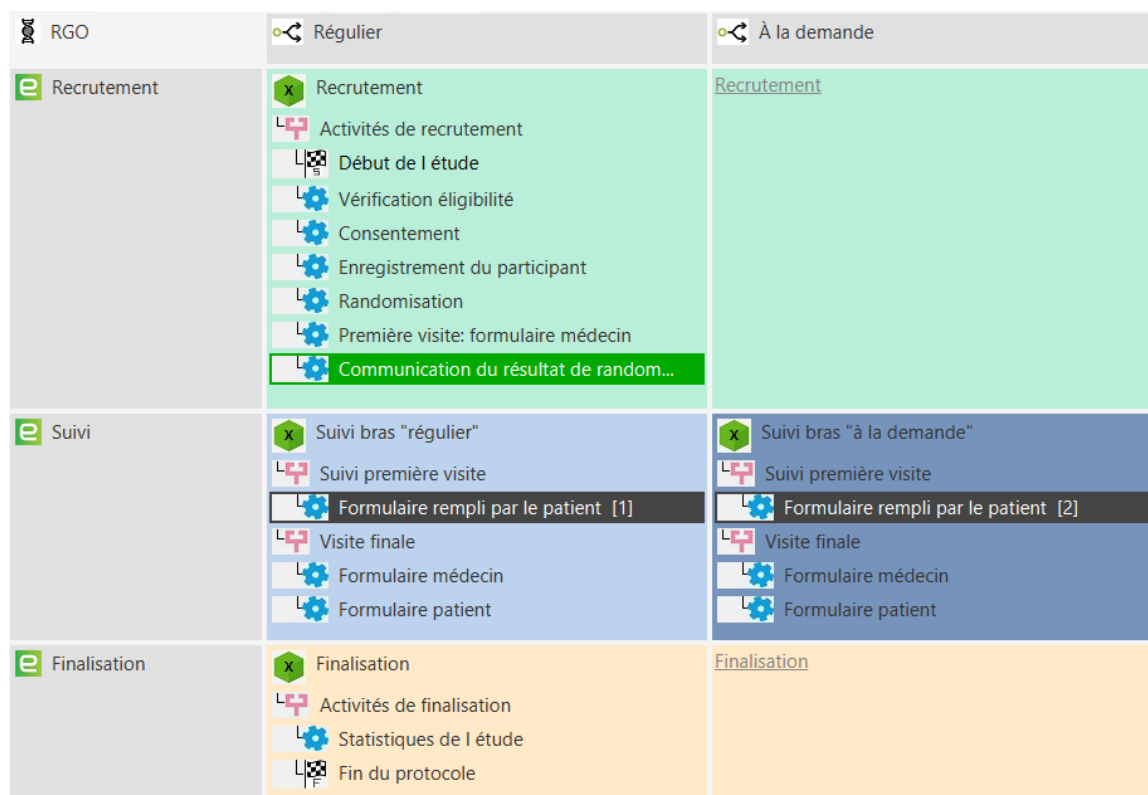 RGO Régulier À la demande
Recrutement Recrutement Recrutement
Activités de recrutement
S Début de l étude
Vérification éligibilité
Consentement
Enregistrement du participant
Randomisation
Première visite: formulaire médecin
Communication du résultat de random...
Suivi Suivi bras "régulier" Suivi bras "à la demande"
Suivi première visite Suivi première visite
Formulaire rempli par le patient [1] Formulaire rempli par le patient [2]
Visite finale Visite finale
Formulaire médecin Formulaire médecin
Formulaire patient Formulaire patient
Finalisation Finalisation Finalisation
Activités de finalisation
Statistiques de l étude
F Fin du protocole